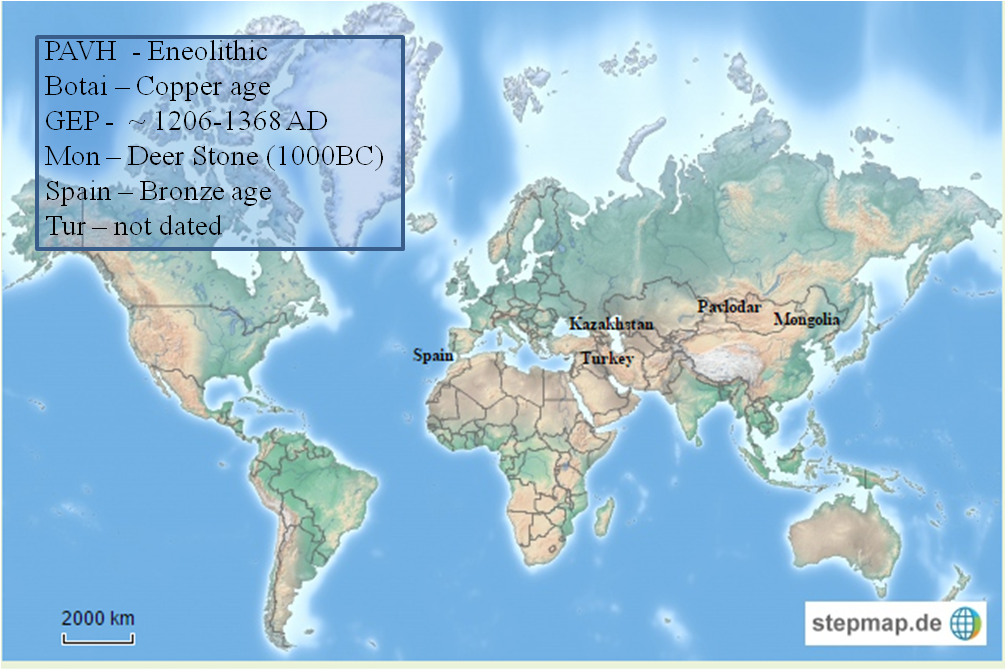 PAVH - Eneolithic
Botai – Copper age
GEP - ~ 1206-1368 AD
Mon – Deer Stone (1000BC)
Spain – Bronze age
Tur – not dated
Pavlodar
Kazakhstan
Mongolia
Spain
Turkey
2000 km
stepmap.de